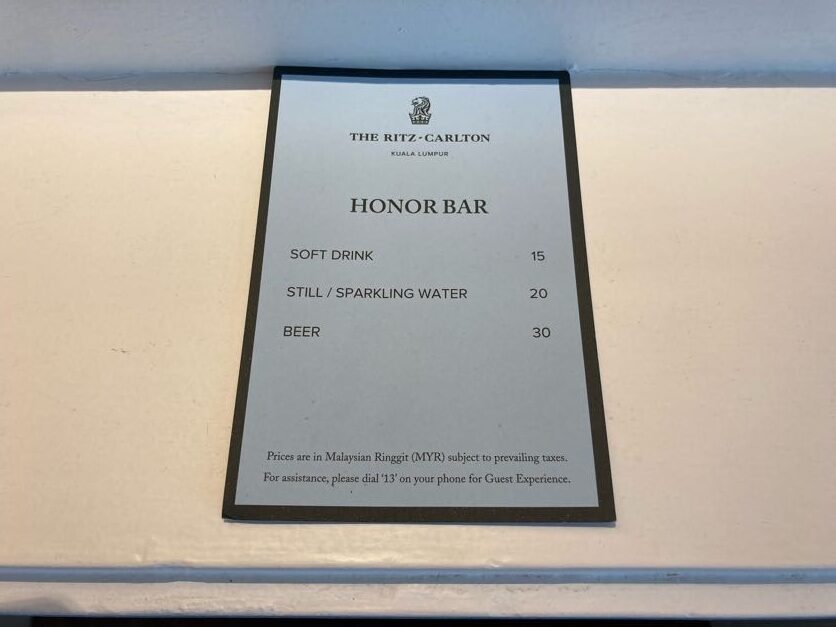 THE RITZ-CARLTON
KUALA LUMPUR
HONOR BAR
SOFT DRINK 15
STILL / SPARKLING WATER 20
BEER 30
Prices are in Malaysian Ringgit (MYR) subject to prevailing taxes.
For assistance, please dial ‘13’ on your phone for Guest Experience.